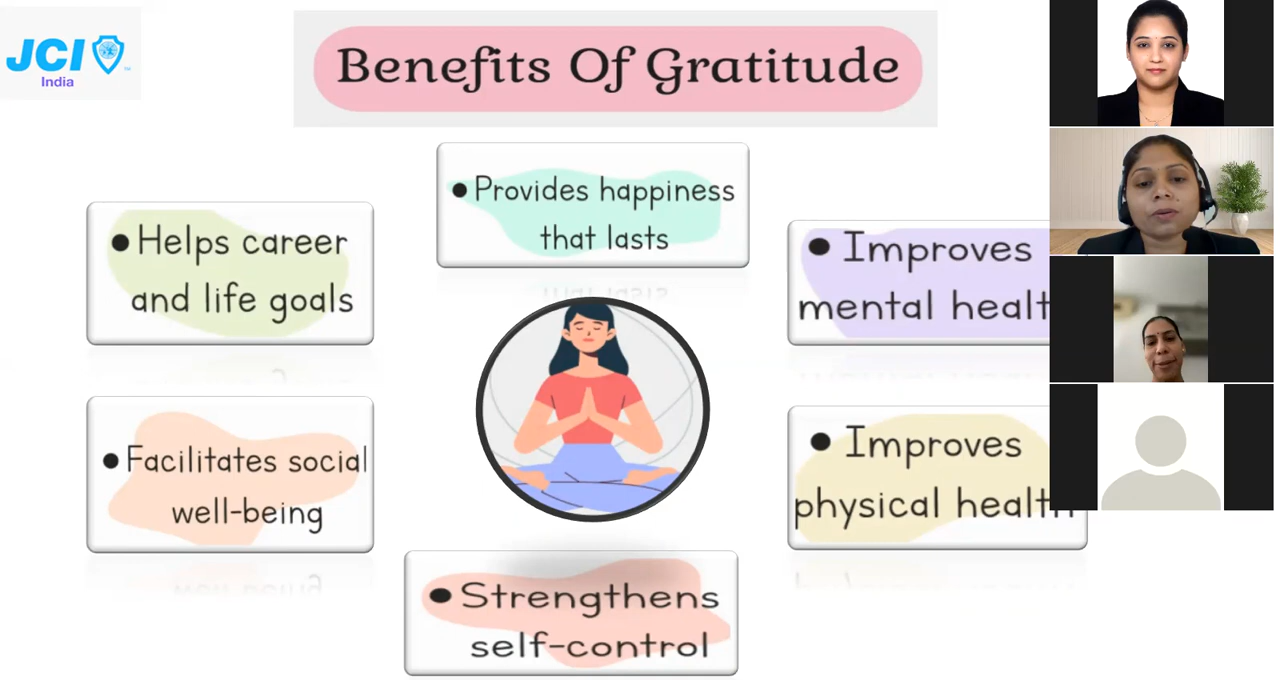 JCI
India
Benefits Of Gratitude
• Provides happiness
that lasts
• Helps career
and life goals
• Improves
mental healt
• Facilitates social
well-being
• Improves
physical health
• Strengthens
self-control